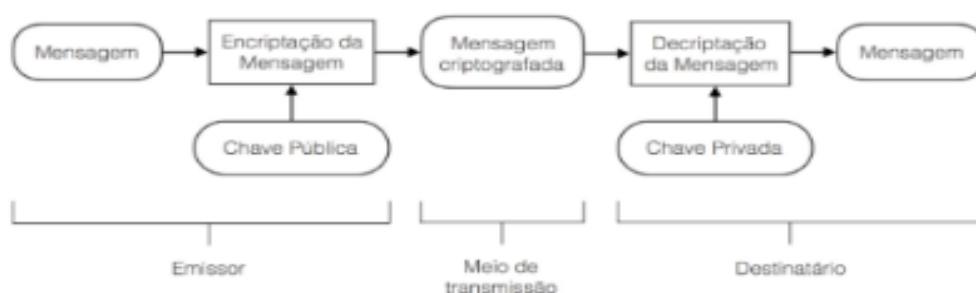 Mensagem
Encriptação da
Mensagem
Mensagem
criptografada
Decriptação
da Mensagem
Mensagem
Chave Pública
Chave Privada
Emissor
Meio de
transmissão
Destinatário